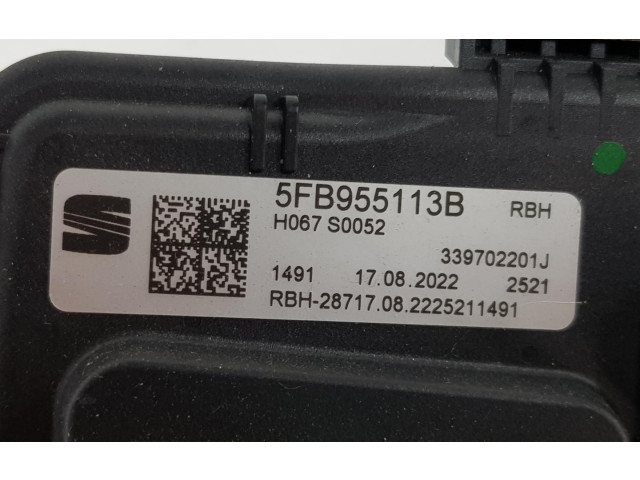 5FB955113B RBH
H067 S0052
339702201J
1491 17.08.2022 2521
RBH-28717.08.2225211491